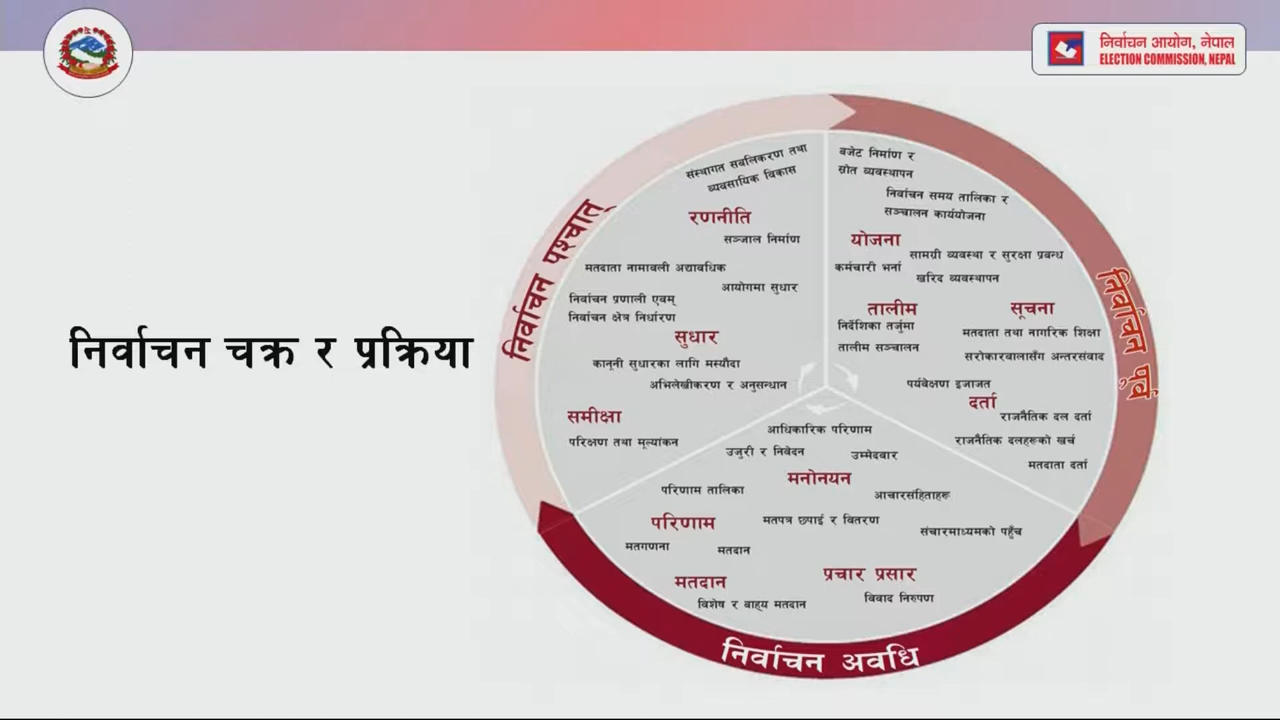 निर्वाचन आयोग, नेपाल
ELECTION COMMISSION, NEPAL
निर्वाचन चक्र र प्रक्रिया
निर्वाचन पूर्व
बजेट निर्माण र
स्रोत व्यवस्थापन
निर्वाचन समय तालिका र
सञ्चालन कार्ययोजना
योजना
सामग्री व्यवस्था र सुरक्षा प्रवन्ध
कर्मचारी भर्ना
खरिद व्यवस्थापन
तालीम
सूचना
निर्देशिका तर्जुमा
मतदाता तथा नागरिक शिक्षा
तालीम सञ्चालन
सरोकारवालासँग अन्तरसंवाद
पर्यवेक्षण इजाजत
दर्ता
राजनैतिक दल दर्ता
राजनैतिक दलहरूको खर्च
मतदाता दर्ता
निर्वाचन अवधि
आधिकारिक परिणाम
उजुरी र निवेदन
उम्मेदवार
मनोनयन
परिणाम तालिका
आचारसंहिताहरू
परिणाम
मतपत्र छपाई र वितरण
संचारमाध्यमको पहुँच
मतगणना
मतदान
मतदान
प्रचार प्रसार
विशेष र बाह्य मतदान
विवाद निरुपण
निर्वाचन पश्चात्
संस्थागत सवलिकरण तथा
व्यवसायिक विकास
रणनीति
सञ्जाल निर्माण
मतदाता नामावली अद्यावधिक
आयोगमा सुधार
निर्वाचन प्रणाली एवम्
निर्वाचन क्षेत्र निर्धारण
सुधार
कानूनी सुधारका लागि मस्यौदा
अभिलेखीकरण र अनुसन्धान
समीक्षा
परिक्षण तथा मूल्यांकन